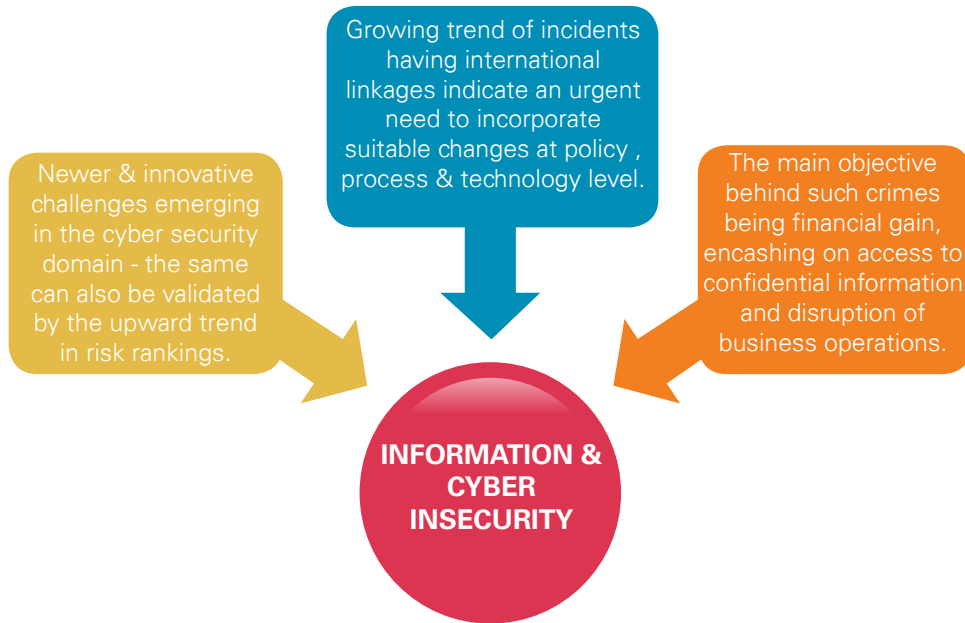 Growing trend of incidents
having international
linkages indicate an urgent
need to incorporate
suitable changes at policy ,
process & technology level.
Newer & innovative
challenges emerging
in the cyber security
domain - the same
can also be validated
by the upward trend
in risk rankings.
The main objective
behind such crimes
being financial gain,
encashing on access to
confidential information
and disruption of
business operations.
INFORMATION &
CYBER
INSECURITY